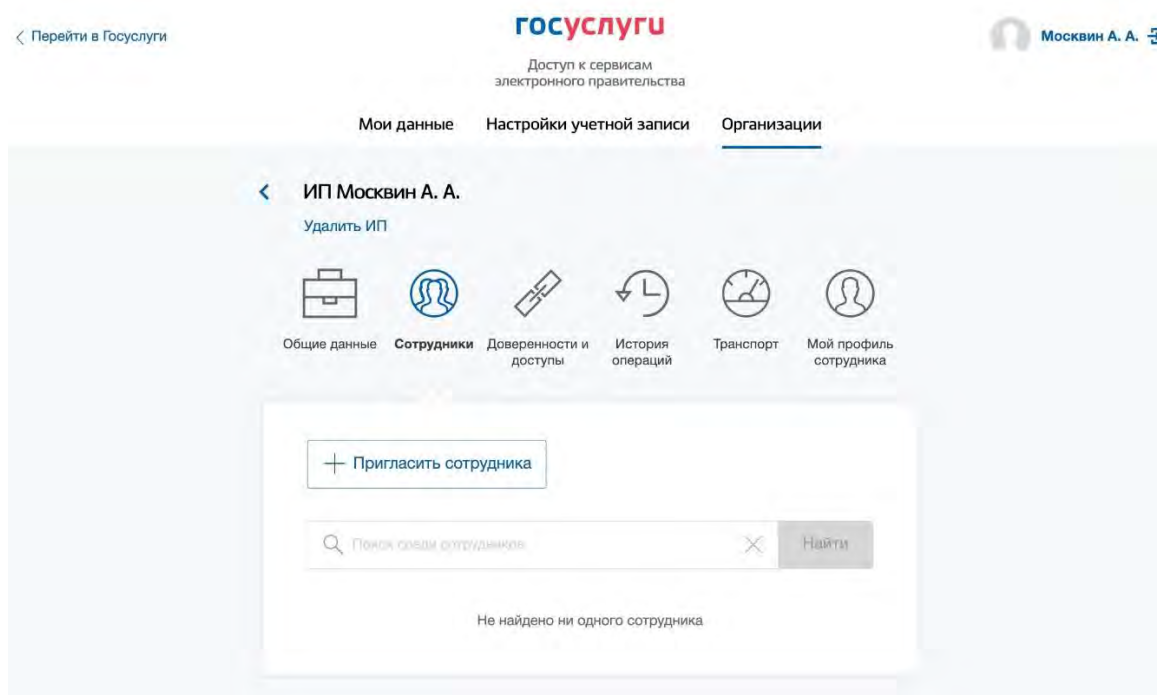 Перейти в Госуслуги
госуслуги
Москвин А. А.
Доступ к сервисам
электронного правительства
Мои данные Настройки учетной записи Организации
ИП Москвин А. А.
Удалить ИП
Общие данные Сотрудники Доверенности и доступы История операций Транспорт Мой профиль сотрудника
Пригласить сотрудника
Поиск среди сотрудников Найти
Не найдено ни одного сотрудника